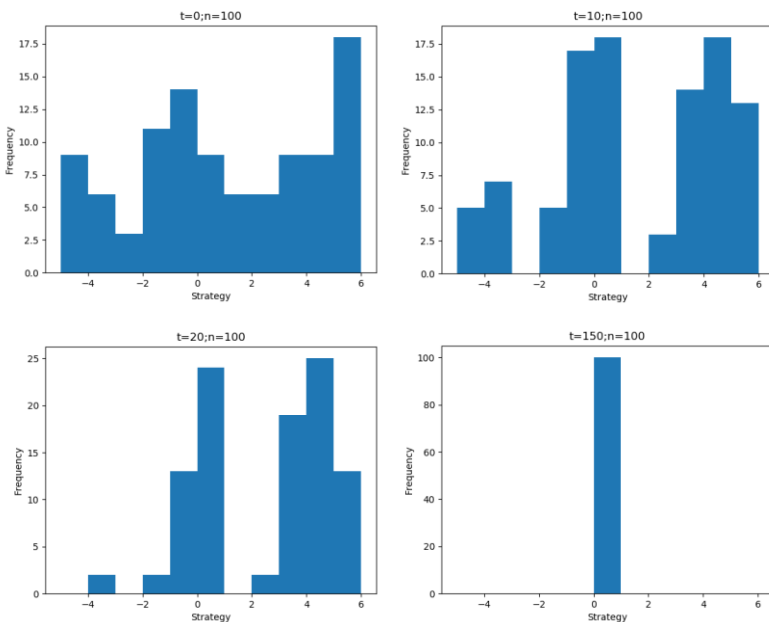 t=0;n=100
17.5
15.0
12.5
10.0
7.5
5.0
2.5
0.0
Frequency
−4 −2 0 2 4 6
Strategy
t=10;n=100
17.5
15.0
12.5
10.0
7.5
5.0
2.5
0.0
Frequency
−4 −2 0 2 4 6
Strategy
t=20;n=100
25
20
15
10
5
0
Frequency
−4 −2 0 2 4 6
Strategy
t=150;n=100
100
80
60
40
20
0
Frequency
−4 −2 0 2 4 6
Strategy